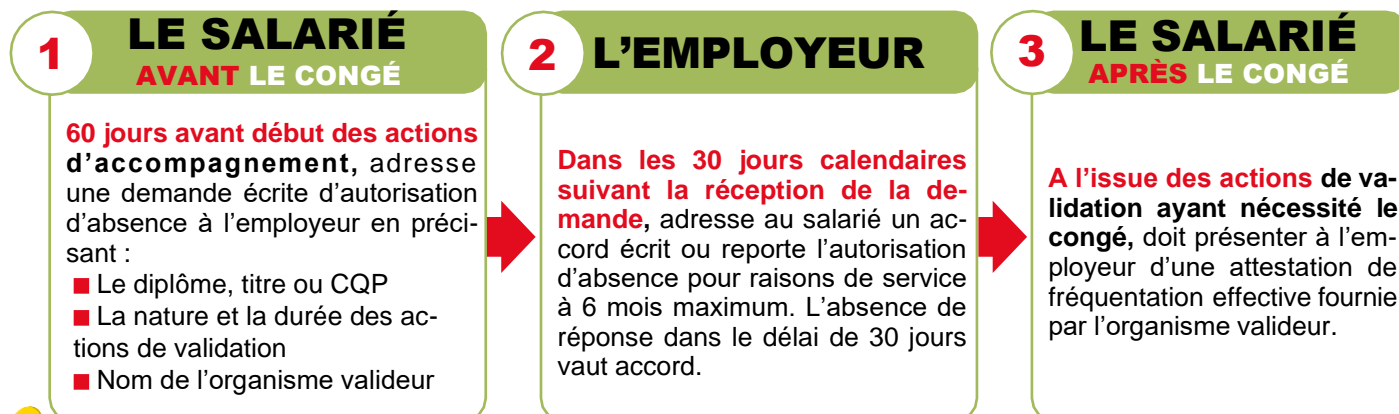 1
LE SALARIÉ
AVANT LE CONGÉ
60 jours avant début des actions
d’accompagnement, adresse
une demande écrite d’autorisation
d’absence à l’employeur en préci-
sant :
■ Le diplôme, titre ou CQP
■ La nature et la durée des ac-
tions de validation
■ Nom de l’organisme valideur
2
L’EMPLOYEUR
Dans les 30 jours calendaires
suivant la réception de la de-
mande, adresse au salarié un ac-
cord écrit ou reporte l’autorisation
d’absence pour raisons de service
à 6 mois maximum. L’absence de
réponse dans le délai de 30 jours
vaut accord.
3
LE SALARIÉ
APRÈS LE CONGÉ
A l’issue des actions de va-
lidation ayant nécessité le
congé, doit présenter à l’em-
ployeur d’une attestation de
fréquentation effective fournie
par l’organisme valideur.